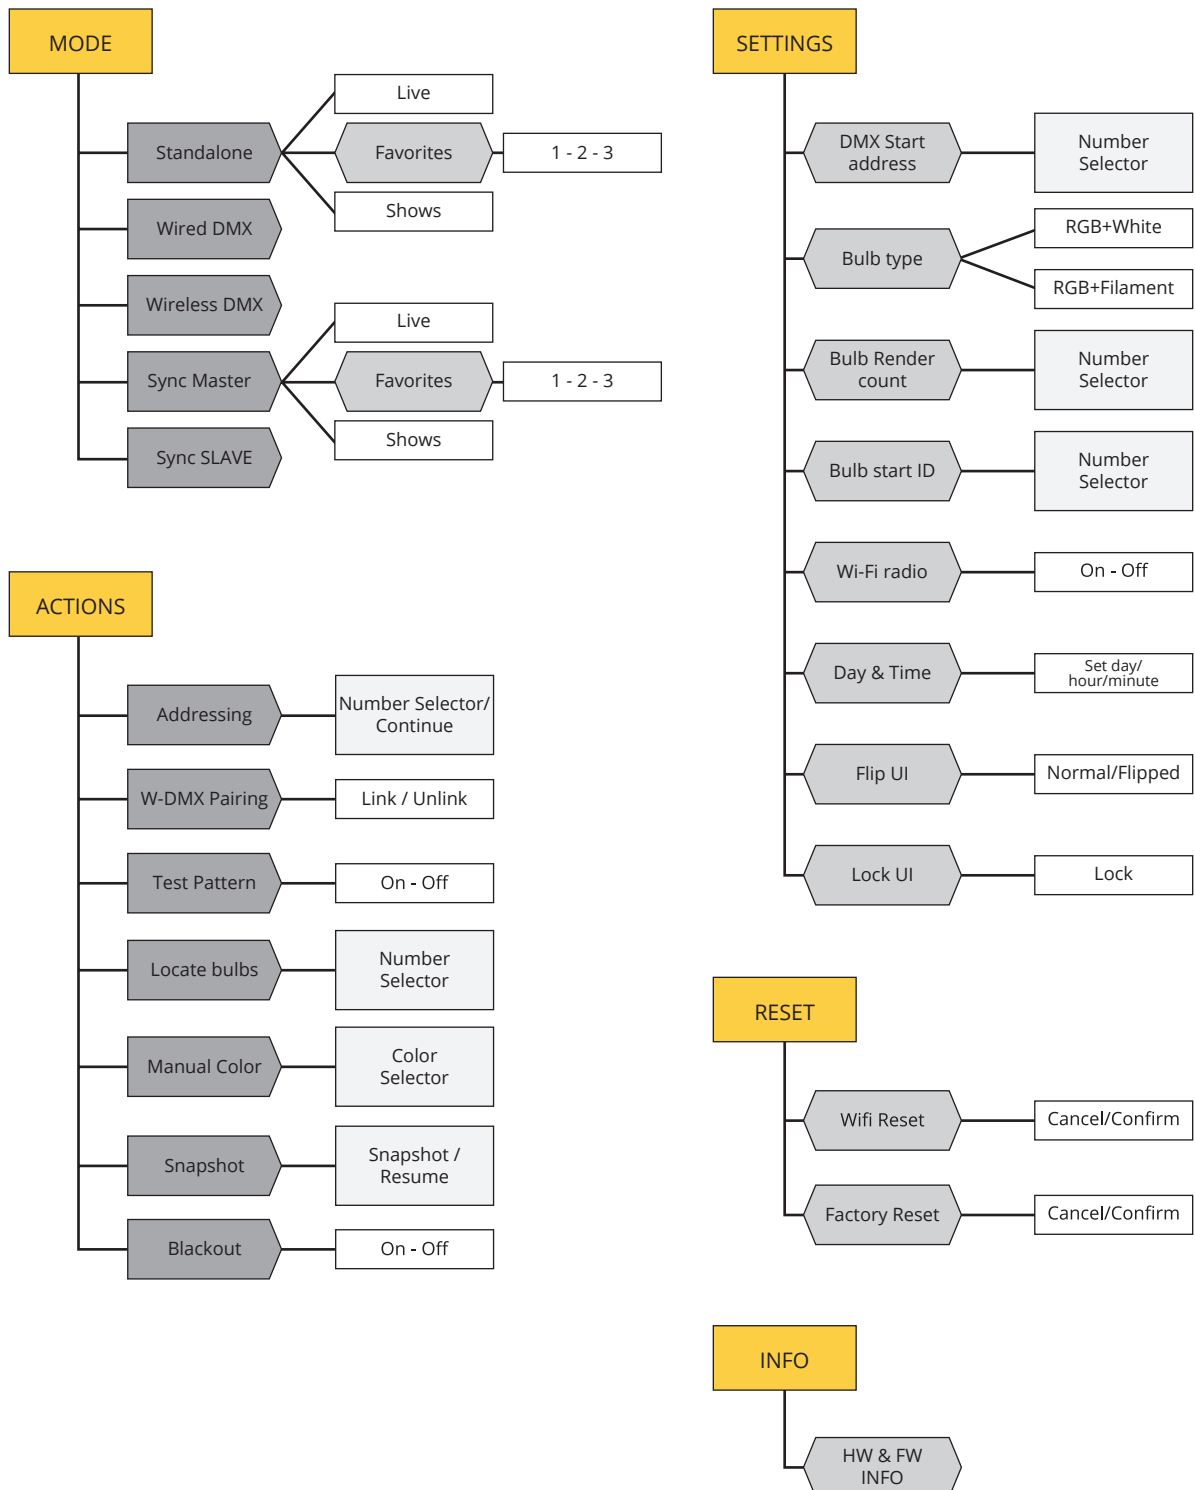 MODE
Standalone
Live
Favorites
1 - 2 - 3
Shows
Wired DMX
Wireless DMX
Sync Master
Live
Favorites
1 - 2 - 3
Shows
Sync SLAVE
ACTIONS
Addressing
Number Selector/
Continue
W-DMX Pairing
Link / Unlink
Test Pattern
On - Off
Locate bulbs
Number
Selector
Manual Color
Color
Selector
Snapshot
Snapshot /
Resume
Blackout
On - Off
SETTINGS
DMX Start
address
Number
Selector
Bulb type
RGB+White
RGB+Filament
Bulb Render
count
Number
Selector
Bulb start ID
Number
Selector
Wi-Fi radio
On - Off
Day & Time
Set day/
hour/minute
Flip UI
Normal/Flipped
Lock UI
Lock
RESET
Wifi Reset
Cancel/Confirm
Factory Reset
Cancel/Confirm
INFO
HW & FW
INFO